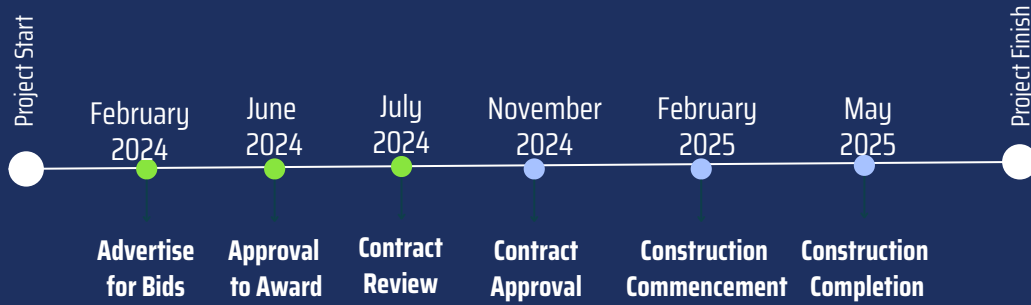 Project Start
February
2024
June
2024
July
2024
November
2024
February
2025
May
2025
Project Finish
Advertise
for Bids
Approval
to Award
Contract
Review
Contract
Approval
Construction
Commencement
Construction
Completion